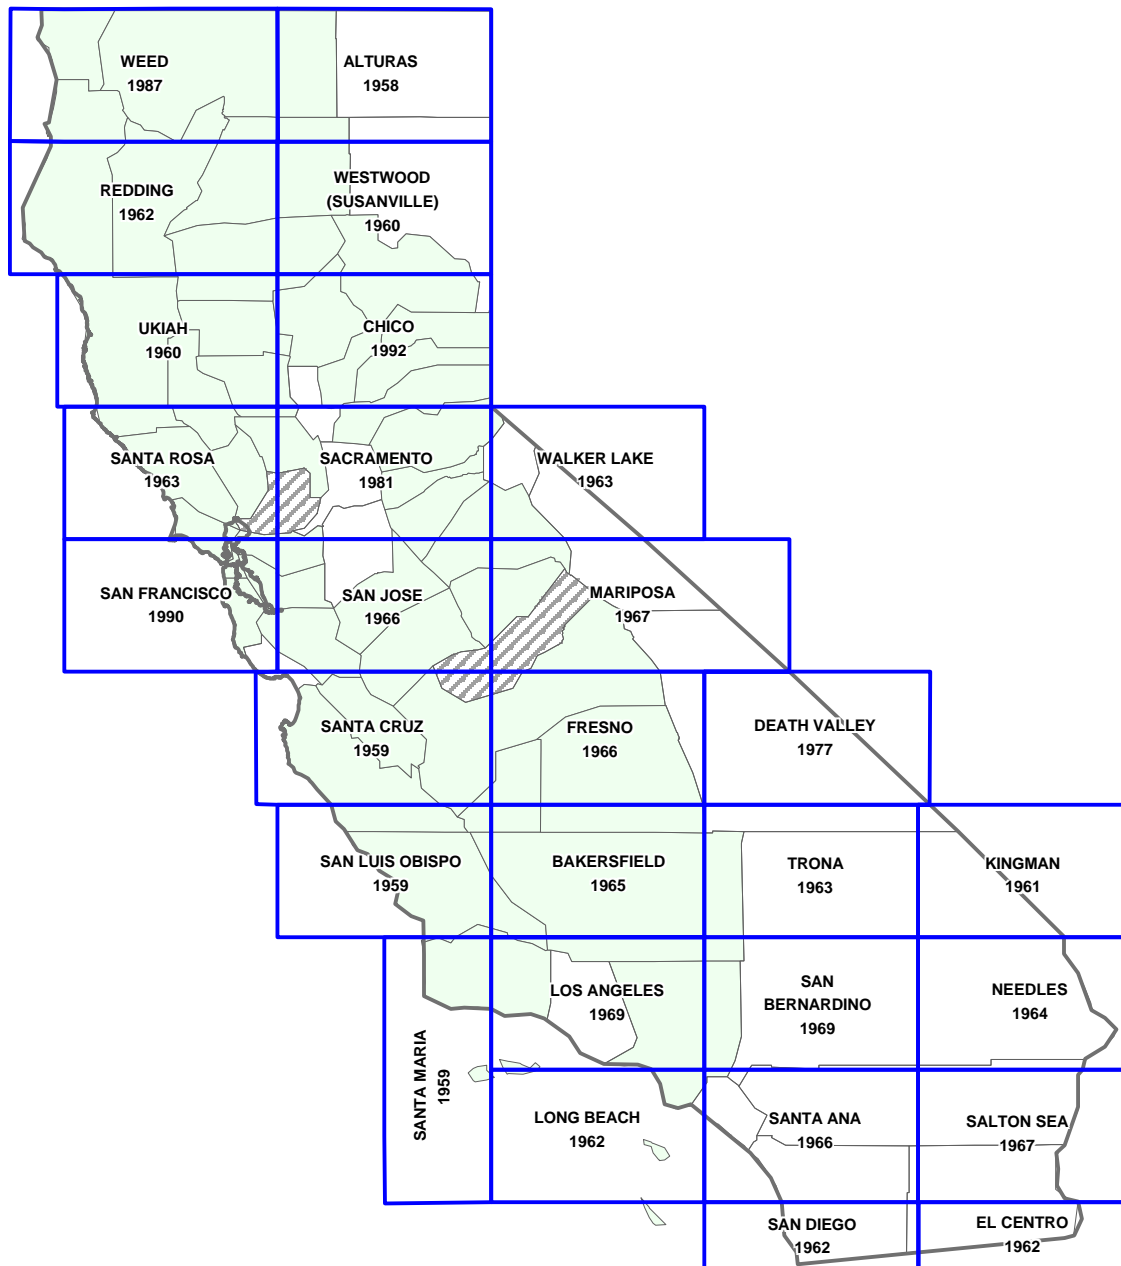 WEED
1987
ALTURAS
1958
REDDING
1962
WESTWOOD
(SUSANVILLE)
1960
UKIAH
1960
CHICO
1992
SANTA ROSA
1963
SACRAMENTO
1981
WALKER LAKE
1963
SAN FRANCISCO
1990
SAN JOSE
1966
MARIPOSA
1967
SANTA CRUZ
1959
FRESNO
1966
DEATH VALLEY
1977
SAN LUIS OBISPO
1959
BAKERSFIELD
1965
TRONA
1963
KINGMAN
1961
SANTA MARIA
1959
LOS ANGELES
1969
SAN
BERNARDINO
1969
NEEDLES
1964
LONG BEACH
1962
SANTA ANA
1966
SALTON SEA
1967
SAN DIEGO
1962
EL CENTRO
1962